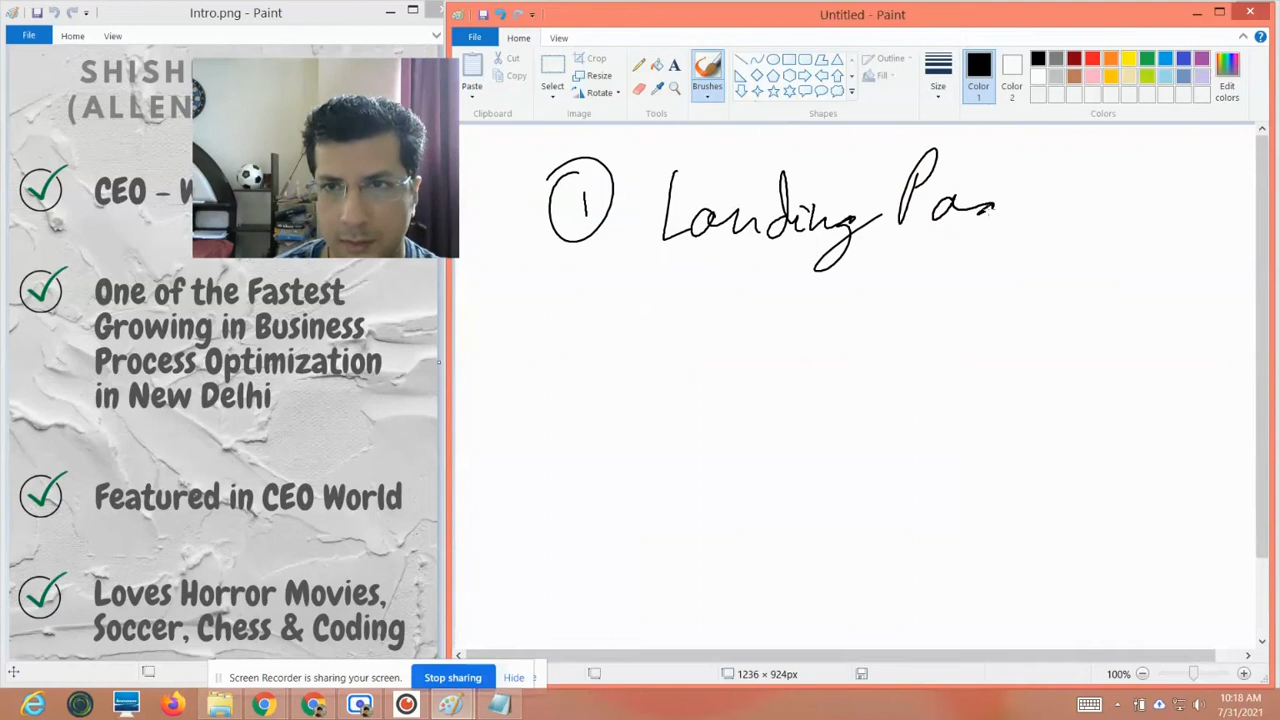 Intro.png - Paint
File Home View
SHISH
(ALLEN
CEO - W
One of the Fastest
Growing in Business
Process Optimization
in New Delhi
Featured in CEO World
Loves Horror Movies,
Soccer, Chess & Coding
Untitled - Paint
File Home View
Paste
Cut
Copy
Clipboard
Select
Crop
Resize
Rotate
Image
A
Tools
Brushes
Outline
Fill
Shapes
Size
Color
1
Color
2
Edit
colors
Colors
1 Landing Pag
Screen Recorder is sharing your screen. Stop sharing Hide
1236 × 924px
100%
10:18 AM
7/31/2021